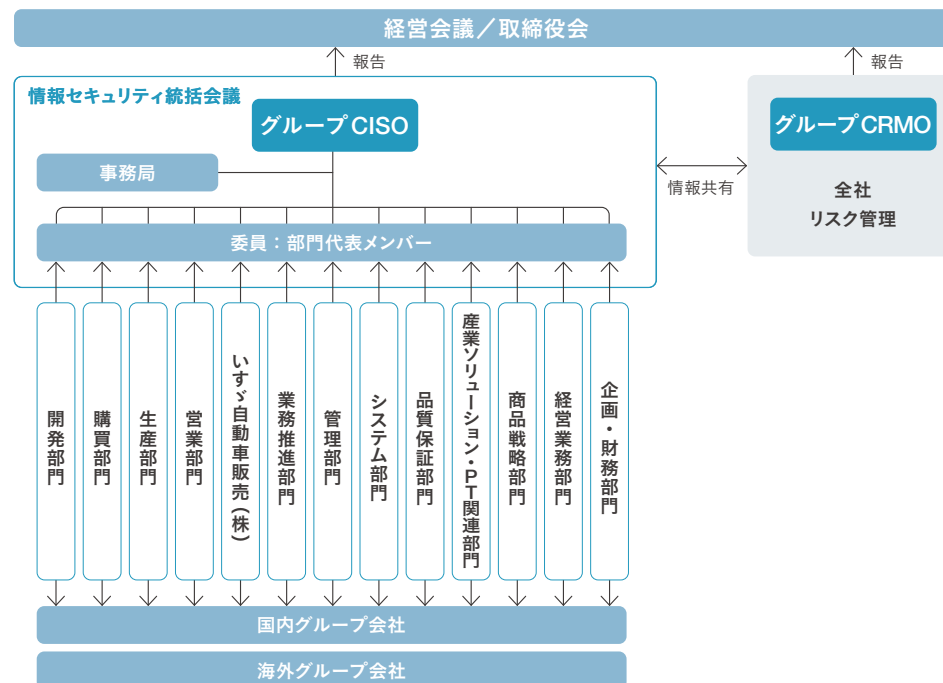 経営会議／取締役会
報告
報告
情報セキュリティ統括会議
グループCISO
グループCRMO
事務局
情報共有
全社
リスク管理
委員：部門代表メンバー
開発部門
購買部門
生産部門
営業部門
いすゞ自動車販売(株)
業務推進部門
管理部門
システム部門
品質保証部門
産業ソリューション・PT関連部門
商品戦略部門
経営業務部門
企画・財務部門
国内グループ会社
海外グループ会社